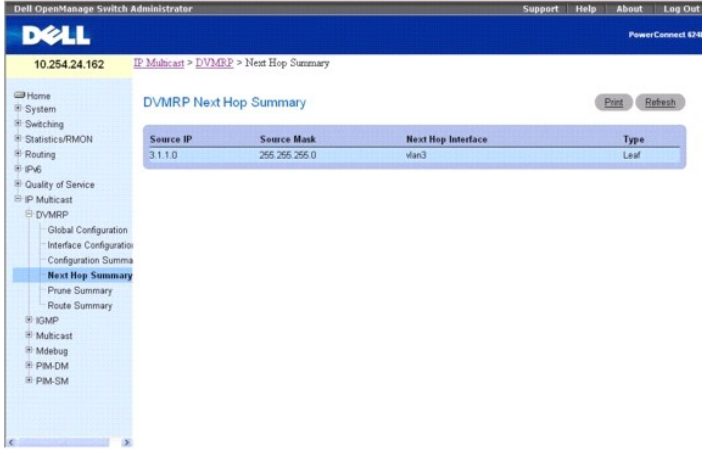 Dell OpenManage Switch Administrator
Support Help About Log Out
DELL
PowerConnect 624
10.254.24.162
IP Multicast > DVMRP > Next Hop Summary
Home
System
Switching
Statistics/RMON
Routing
IPv6
Quality of Service
IP Multicast
DVMRP
Global Configuration
Interface Configuration
Configuration Summa
Next Hop Summary
Prune Summary
Route Summary
IGMP
Multicast
Mdebug
PIM-DM
PIM-SM
DVMRP Next Hop Summary
Print Refresh
Source IP Source Mask Next Hop Interface Type
3.1.1.0 255.255.255.0 vlan3 Leaf